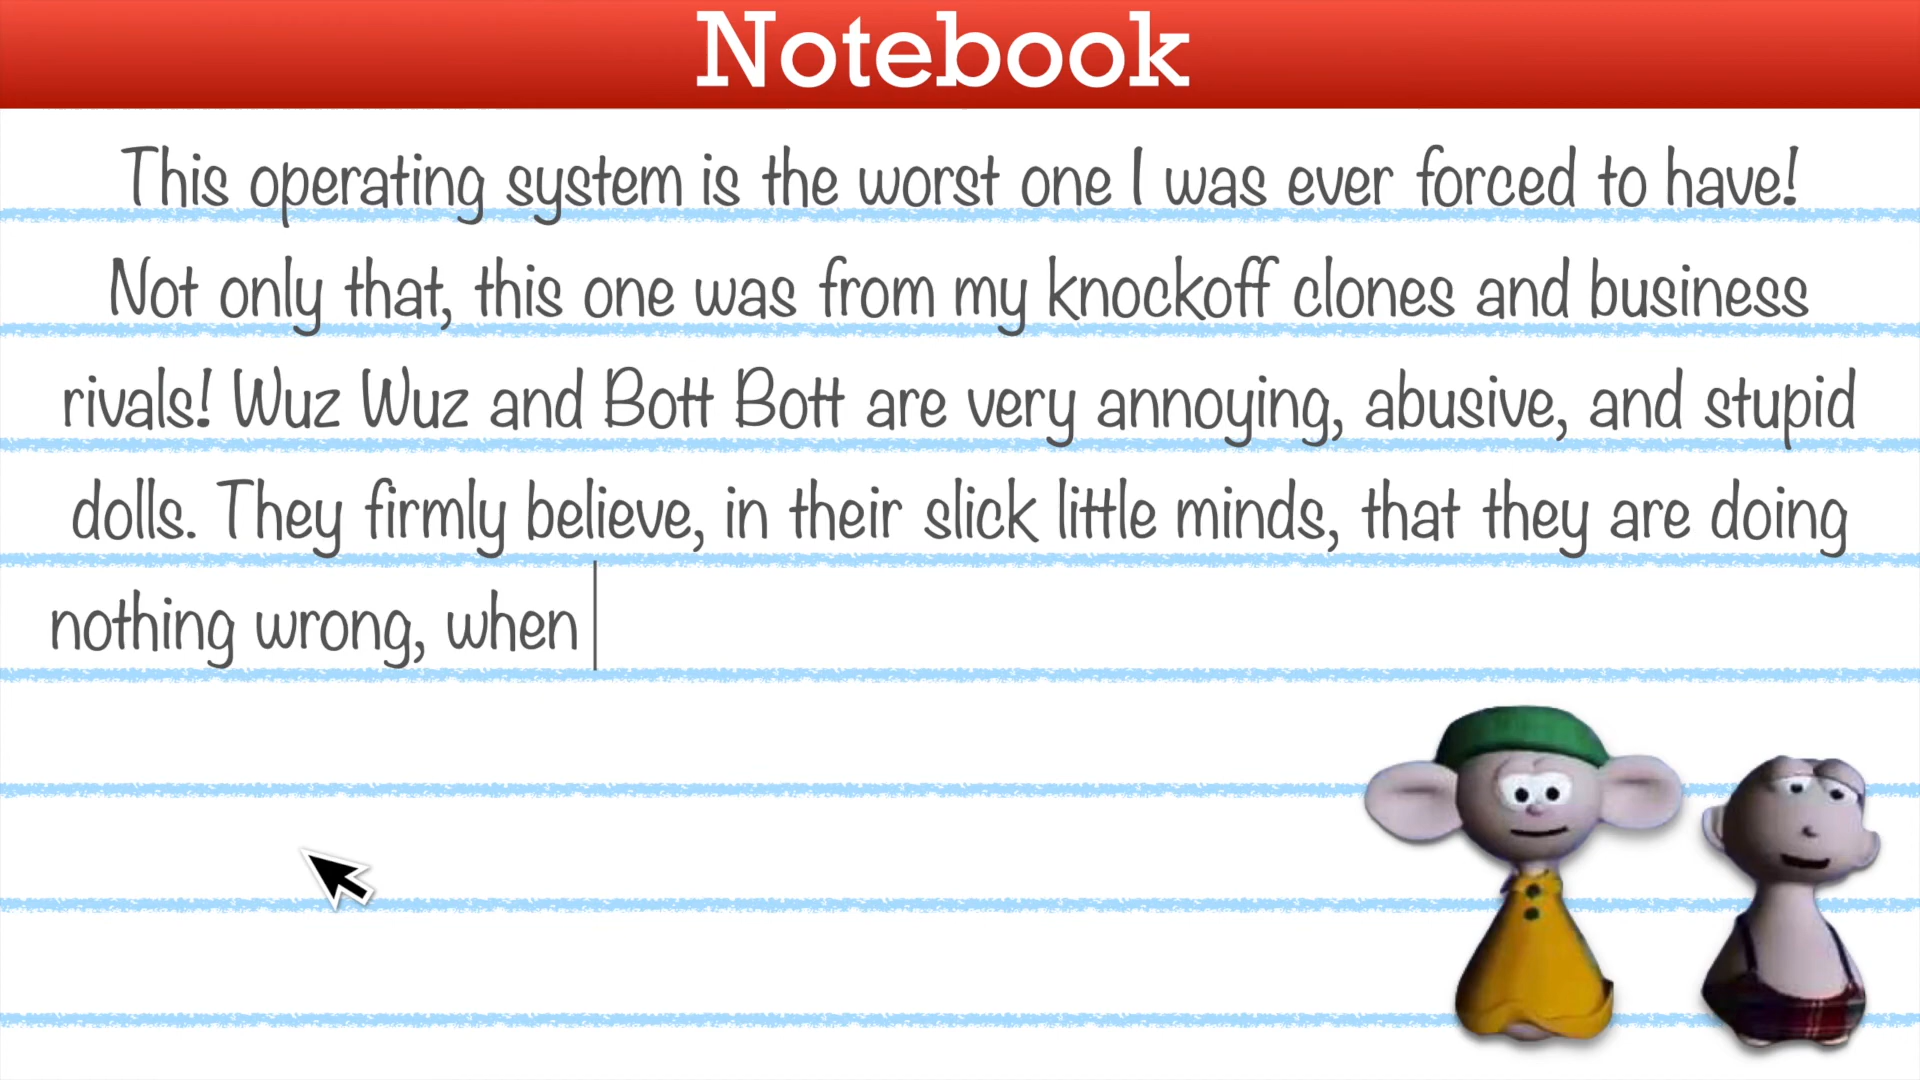 Notebook
This operating system is the worst one I was ever forced to have!
Not only that, this one was from my knockoff clones and business
rivals! Wuz Wuz and Bott Bott are very annoying, abusive, and stupid
dolls. They firmly believe, in their slick little minds, that they are doing
nothing wrong, when